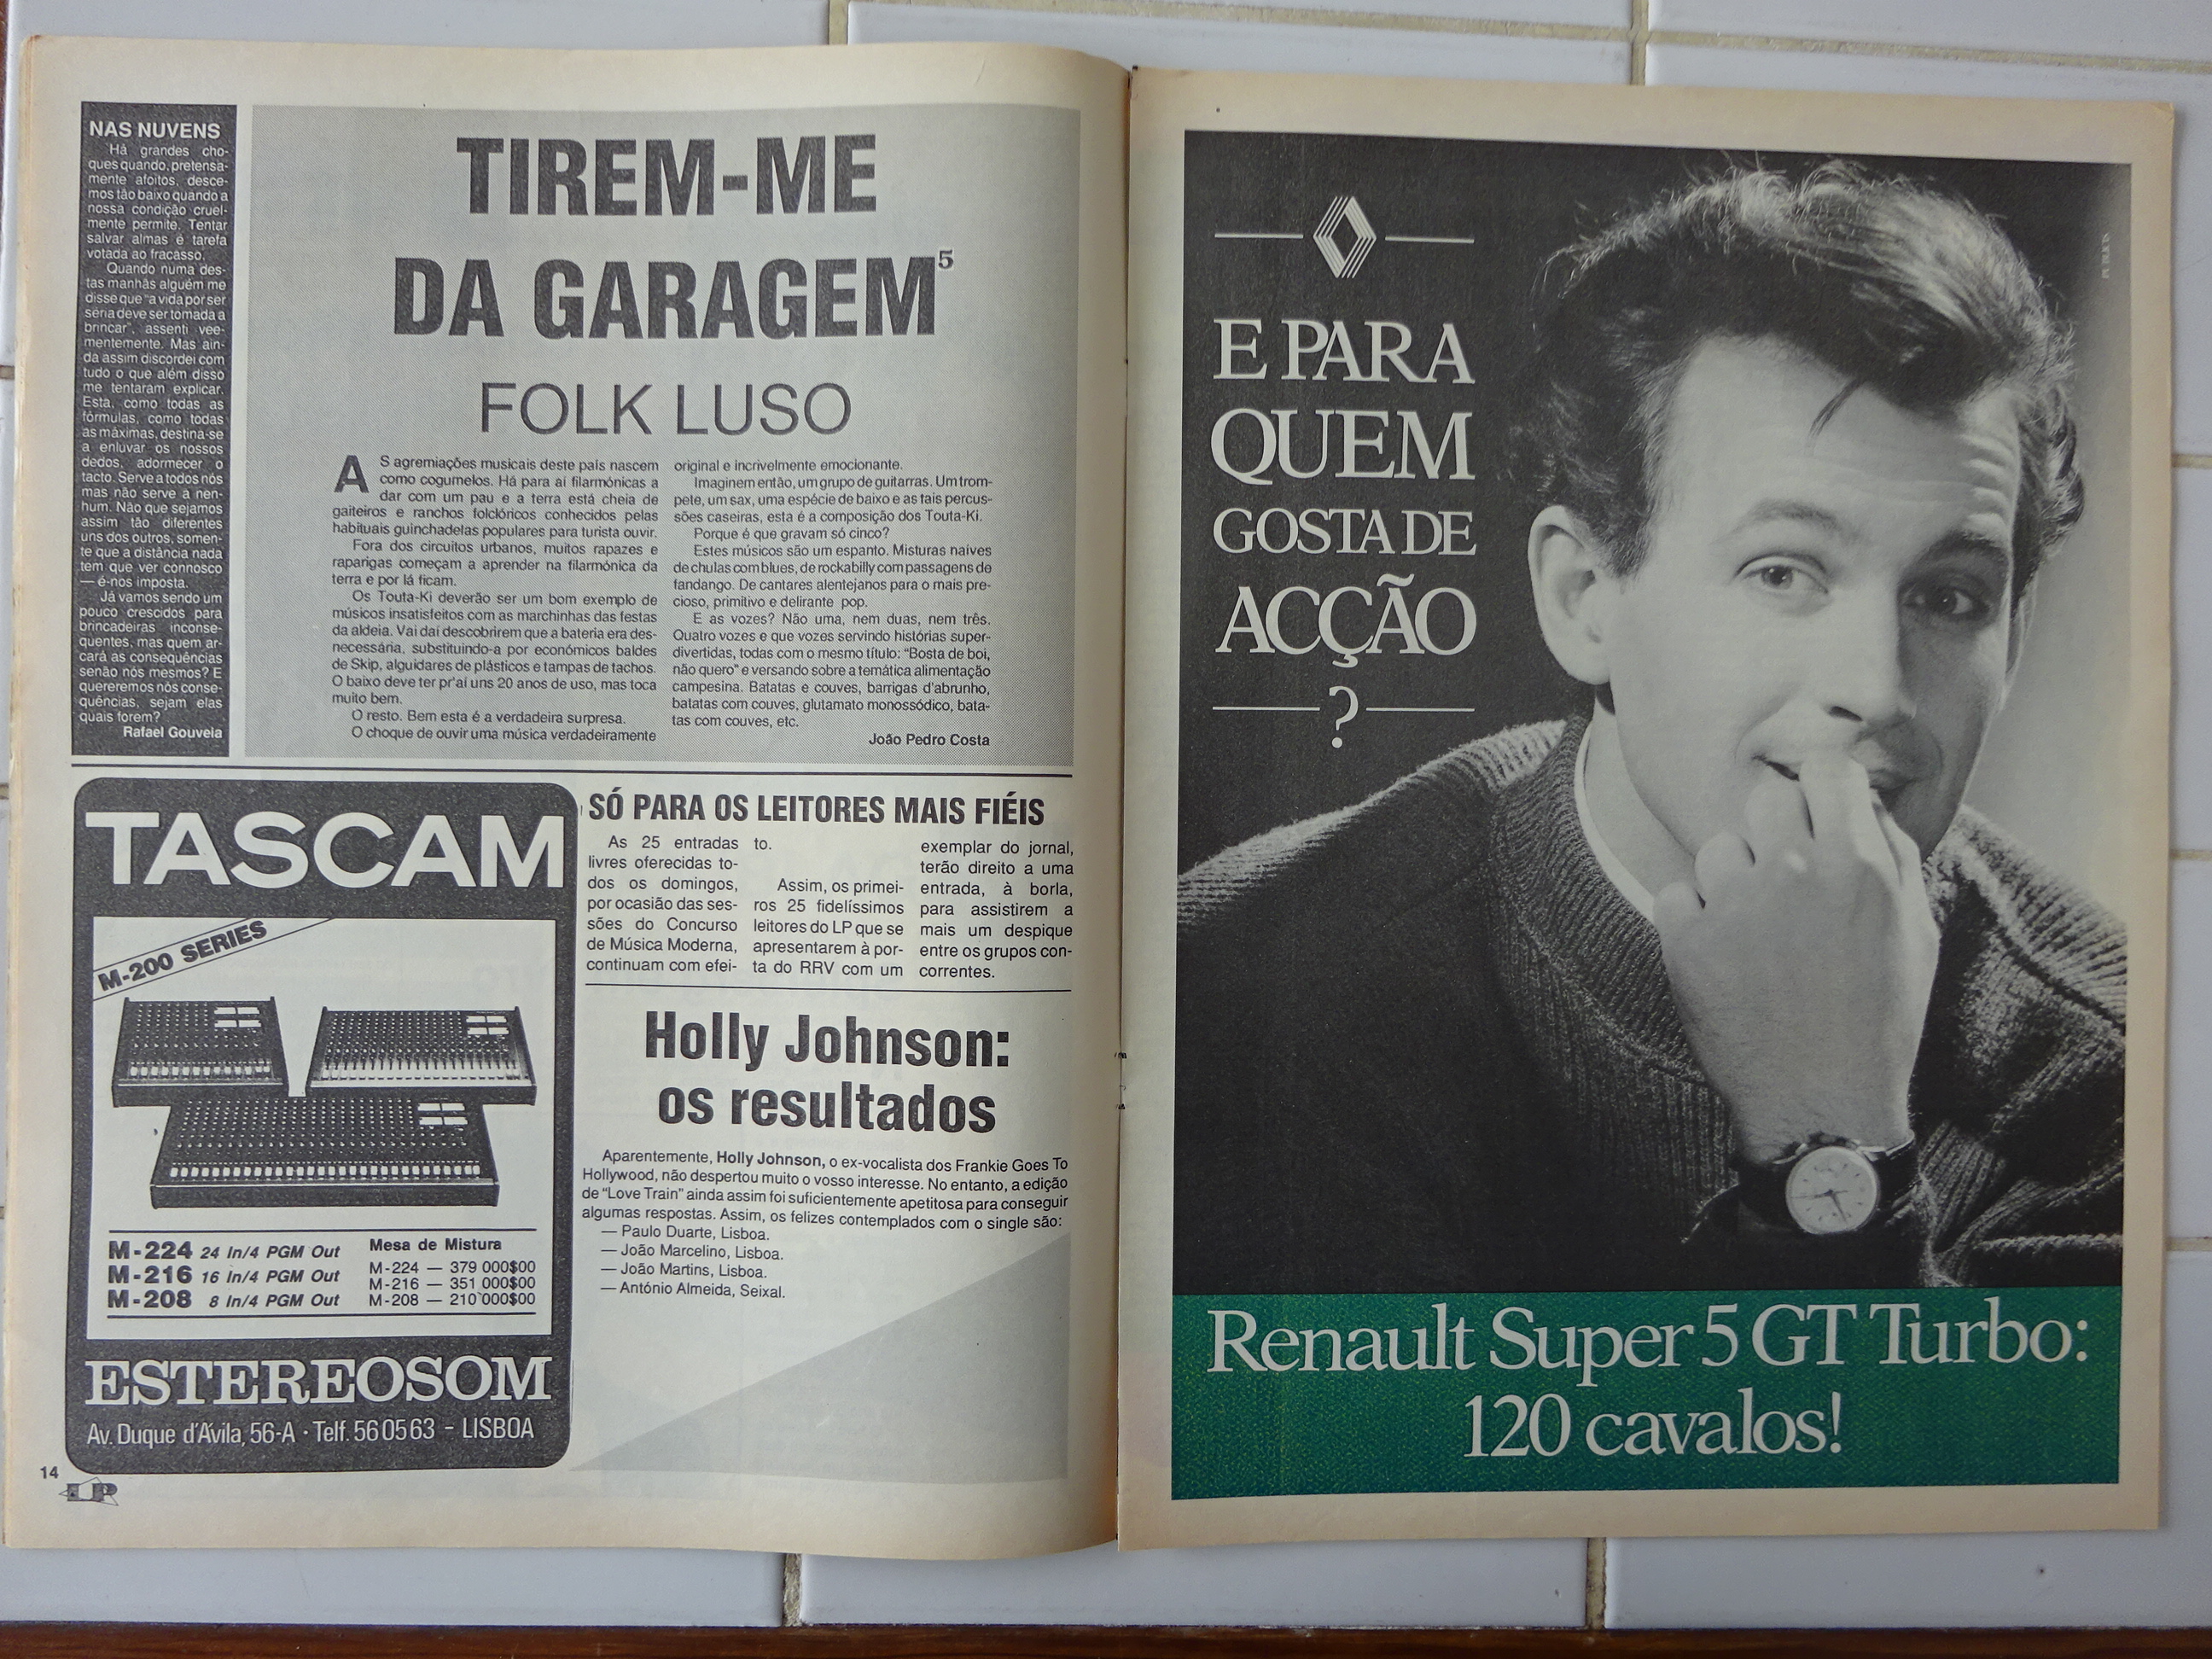 NAS NUVENS
Há grandes cho-
ques quando, pretensa-
mente afoitos, desce-
mos tão baixo quando a
nossa condição cruel-
mente permite. Tentar
salvar almas é tarefa
votada ao fracasso.
Quando numa des-
tas manhãs alguém me
disse que "a vida por ser
séria deve ser tomada a
brincar", assenti vee-
mentemente. Mas ain-
da assim discordei com
tudo o que além disso
me tentaram explicar.
Esta, como todas as
fórmulas, como todas
as máximas, destina-se
a enluvar os nossos
dedos, adormecer o
tacto. Serve a todos nós
mas não serve a nen-
hum. Não que sejamos
assim tão diferentes
uns dos outros, somen-
te que a distância nada
tem que ver connosco
— é-nos imposta.
Já vamos sendo um
pouco crescidos para
brincadeiras inconse-
quentes, mas quem ar-
cará as consequências
senão nós mesmos? E
quereremos nós conse-
quências, sejam elas
quais forem?
Rafael Gouveia
TIREM-ME
DA GARAGEM5
FOLK LUSO
AS agremiações musicais deste país nascem
como cogumelos. Há para aí filarmónicas a
dar com um pau e a terra está cheia de
gaiteiros e ranchos folclóricos conhecidos pelas
habituais guinchadelas populares para turista ouvir.
Fora dos circuitos urbanos, muitos rapazes e
raparigas começam a aprender na filarmónica da
terra e por lá ficam.
Os Touta-Ki deverão ser um bom exemplo de
músicos insatisfeitos com as marchinhas das festas
da aldeia. Vai daí descobrirem que a bateria era des-
necessária, substituindo-a por económicos baldes
de Skip, alguidares de plásticos e tampas de tachos.
O baixo deve ter pr'aí uns 20 anos de uso, mas toca
muito bem.
O resto. Bem esta é a verdadeira surpresa.
O choque de ouvir uma música verdadeiramente
original e incrivelmente emocionante.
Imaginem então, um grupo de guitarras. Um trom-
pete, um sax, uma espécie de baixo e as tais percus-
sões caseiras, esta é a composição dos Touta-Ki.
Porque é que gravam só cinco?
Estes músicos são um espanto. Misturas naíves
de chulas com blues, de rockabilly com passagens de
fandango. De cantares alentejanos para o mais pre-
cioso, primitivo e delirante pop.
E as vozes? Não uma, nem duas, nem três.
Quatro vozes e que vozes servindo histórias super-
divertidas, todas com o mesmo título: "Bosta de boi,
não quero" e versando sobre a temática alimentação
campesina. Batatas e couves, barrigas d'abrunho,
batatas com couves, glutamato monossódico, bata-
tas com couves, etc.
João Pedro Costa
TASCAM
M-200 SERIES
M-224 24 In/4 PGM Out
M-216 16 In/4 PGM Out
M-208 8 In/4 PGM Out
Mesa de Mistura
M-224 — 379 000$00
M-216 — 351 000$00
M-208 — 210 000$00
ESTEREOSOM
Av. Duque d'Ávila, 56-A · Telf. 56 05 63 - LISBOA
SÓ PARA OS LEITORES MAIS FIÉIS
As 25 entradas
livres oferecidas to-
dos os domingos,
por ocasião das ses-
sões do Concurso
de Música Moderna,
continuam com efei-
to.
Assim, os primei-
ros 25 fidelíssimos
leitores do LP que se
apresentarem à por-
ta do RRV com um
exemplar do jornal,
terão direito a uma
entrada, à borla,
para assistirem a
mais um despique
entre os grupos con-
correntes.
Holly Johnson:
os resultados
Aparentemente, Holly Johnson, o ex-vocalista dos Frankie Goes To
Hollywood, não despertou muito o vosso interesse. No entanto, a edição
de "Love Train" ainda assim foi suficientemente apetitosa para conseguir
algumas respostas. Assim, os felizes contemplados com o single são:
— Paulo Duarte, Lisboa.
— João Marcelino, Lisboa.
— João Martins, Lisboa.
— António Almeida, Seixal.
14
LP
E PARA
QUEM
GOSTA DE
ACÇÃO
?
Renault Super 5 GT Turbo:
120 cavalos!